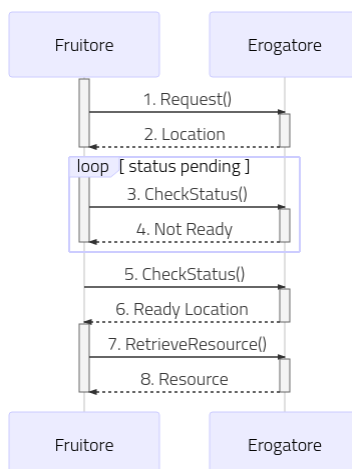 Fruitore Erogatore
1. Request()
2. Location
loop [ status pending ]
3. CheckStatus()
4. Not Ready
5. CheckStatus()
6. Ready Location
7. RetrieveResource()
8. Resource
Fruitore Erogatore